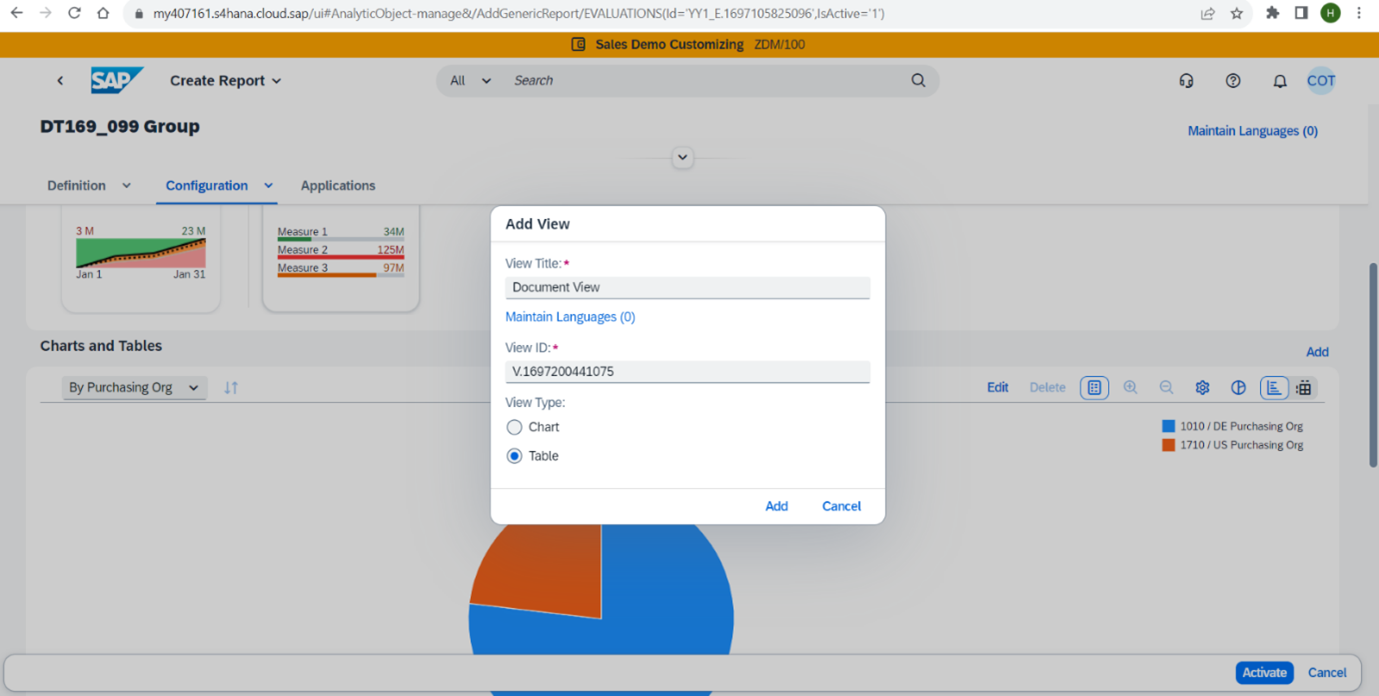 my407161.s4hana.cloud.sap/ui#AnalyticObject-manage&/AddGenericReport/EVALUATIONS(Id='YY1_E.1697105825096',IsActive='1')
H
Sales Demo Customizing ZDM/100
SAP Create Report All Search COT
DT169_099 Group
Maintain Languages (0)
Definition Configuration Applications
3 M 23 M
Jan 1 Jan 31
Measure 1 34M
Measure 2 125M
Measure 3 97M
Charts and Tables
Add
By Purchasing Org
Edit Delete
1010 / DE Purchasing Org
1710 / US Purchasing Org
Add View
View Title:*
Document View
Maintain Languages (0)
View ID:*
V.1697200441075
View Type:
Chart
Table
Add Cancel
Activate Cancel